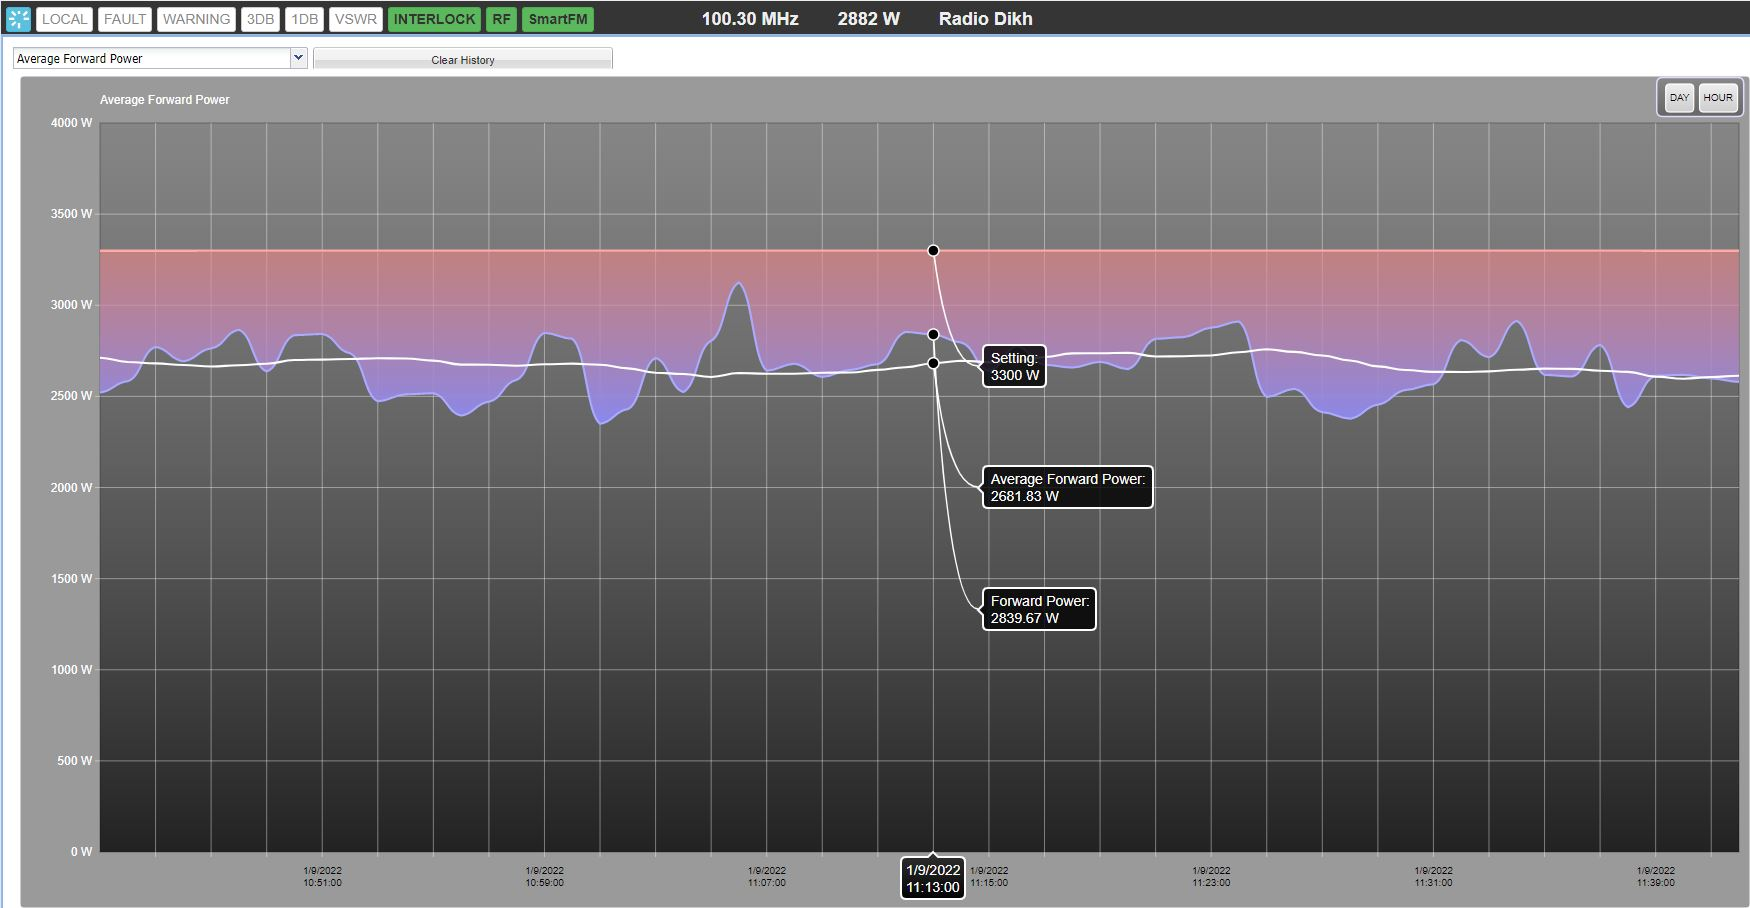 LOCAL FAULT WARNING 3DB 1DB VSWR INTERLOCK RF SmartFM 100.30 MHz 2882 W Radio Dikh
Average Forward Power Clear History
Average Forward Power
DAY HOUR
4000 W
3500 W
3000 W
2500 W
2000 W
1500 W
1000 W
500 W
0 W
Setting:
3300 W
Average Forward Power:
2681.83 W
Forward Power:
2839.67 W
1/9/2022
10:51:00
1/9/2022
10:59:00
1/9/2022
11:07:00
1/9/2022
11:13:00
1/9/2022
11:15:00
1/9/2022
11:23:00
1/9/2022
11:31:00
1/9/2022
11:39:00